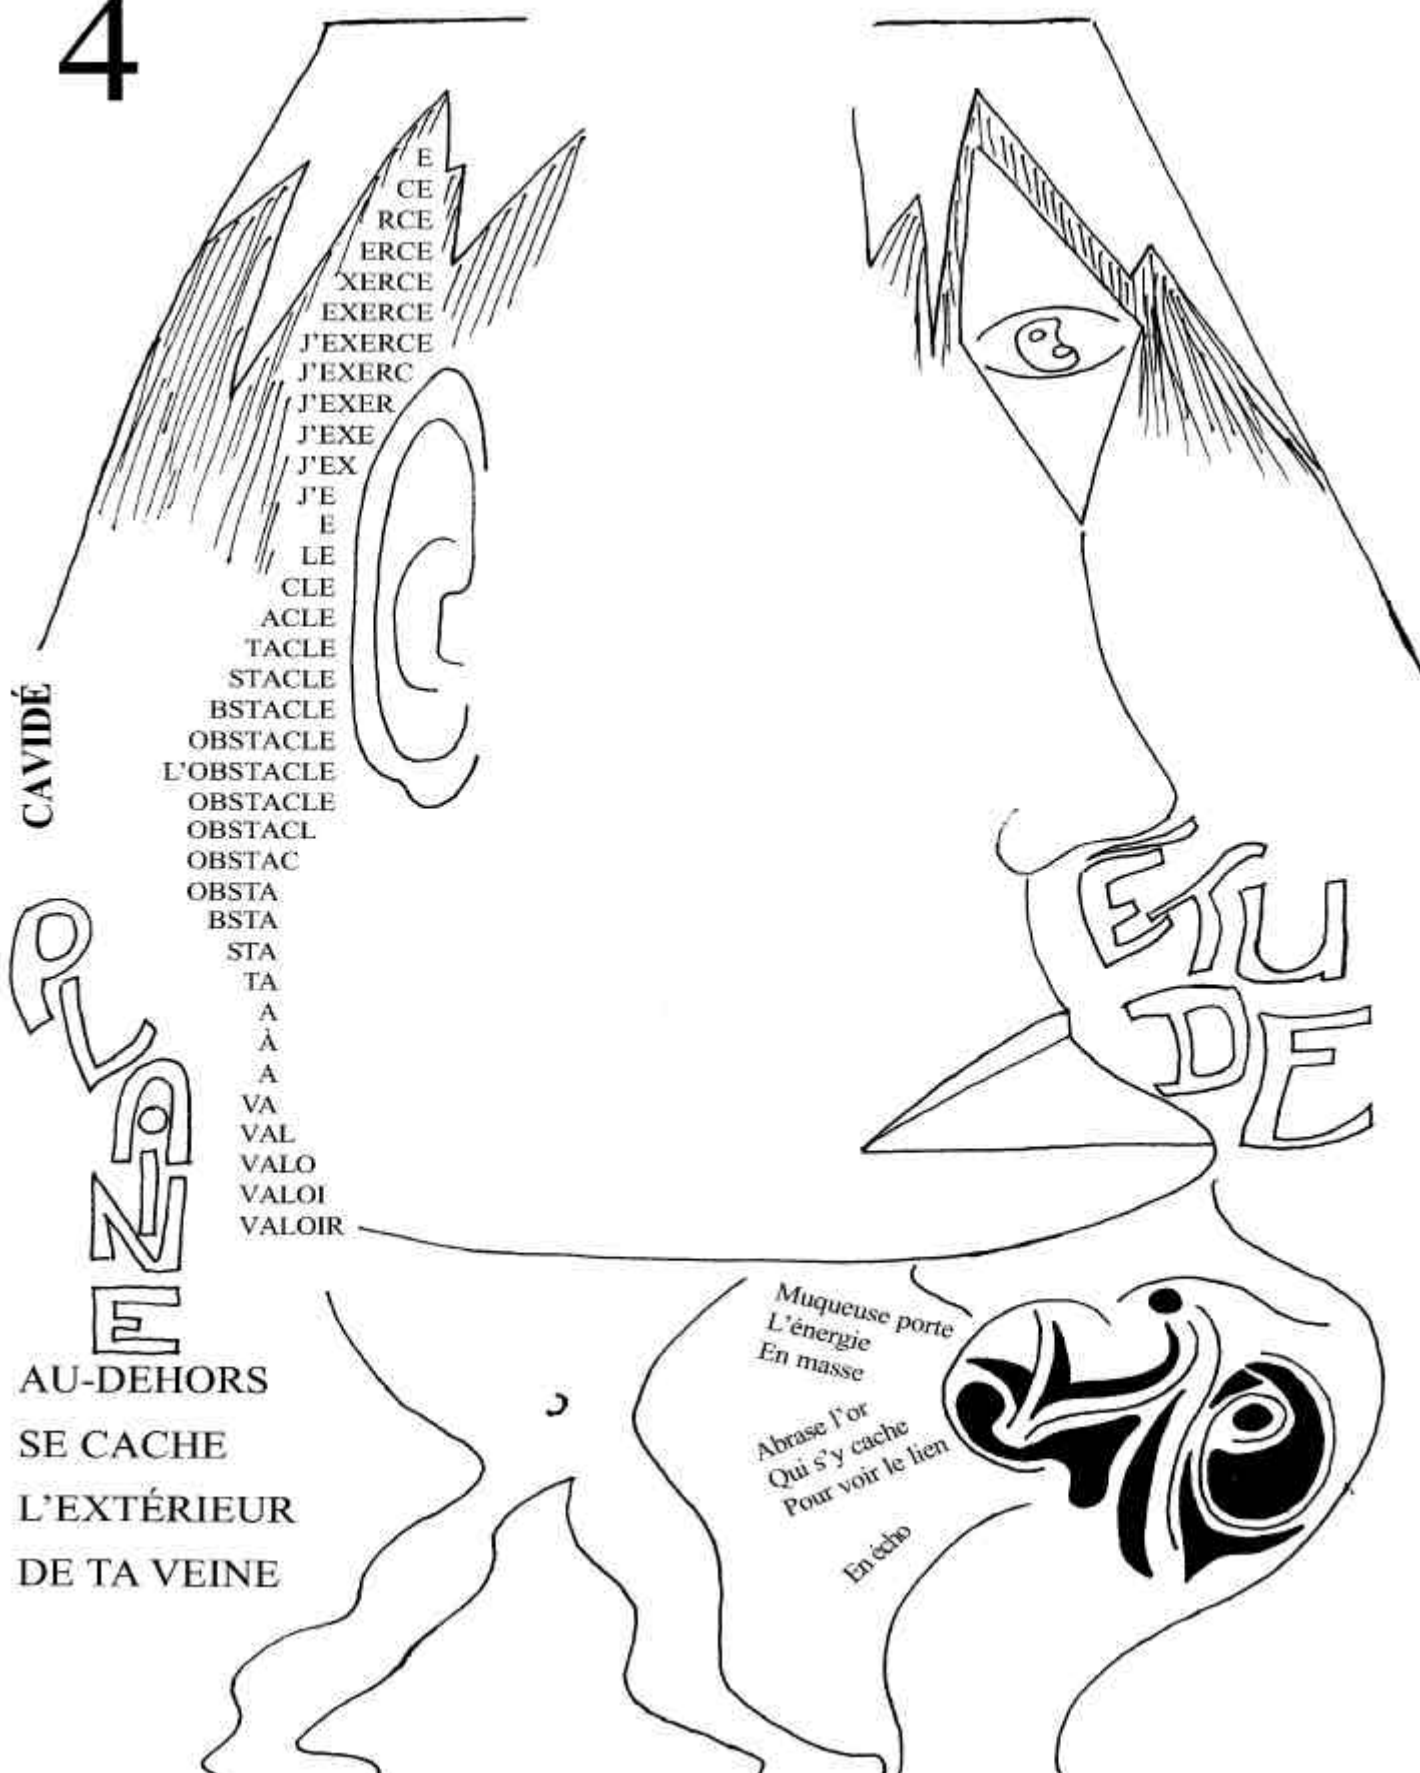 4
E
CE
RCE
ERCE
XERCE
EXERCE
J'EXERCE
J'EXERC
J'EXER
J'EXE
J'EX
J'E
E
LE
CLE
ACLE
TACLE
STACLE
BSTACLE
OBSTACLE
L'OBSTACLE
OBSTACLE
OBSTACL
OBSTAC
OBSTA
BSTA
STA
TA
A
À
A
VA
VAL
VALO
VALOI
VALOIR
CAVIDÉ
PLAINE
AU-DEHORS
SE CACHE
L'EXTÉRIEUR
DE TA VEINE
ETU
DE
Muqueuse porte
L'énergie
En masse
Abrase l'or
Qui s'y cache
Pour voir le lien
En écho